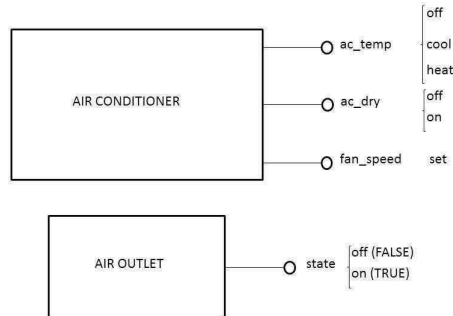 off
ac_temp cool
heat
AIR CONDITIONER
ac_dry off
on
fan_speed set
AIR OUTLET
state off (FALSE)
on (TRUE)